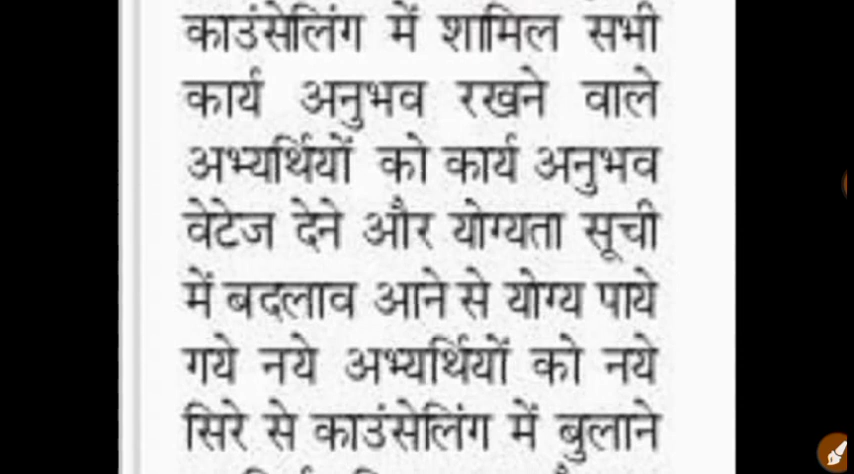 काउंसेलिंग में शामिल सभी
कार्य अनुभव रखने वाले
अभ्यर्थियों को कार्य अनुभव
वेटेज देने और योग्यता सूची
में बदलाव आने से योग्य पाये
गये नये अभ्यर्थियों को नये
सिरे से काउंसेलिंग में बुलाने